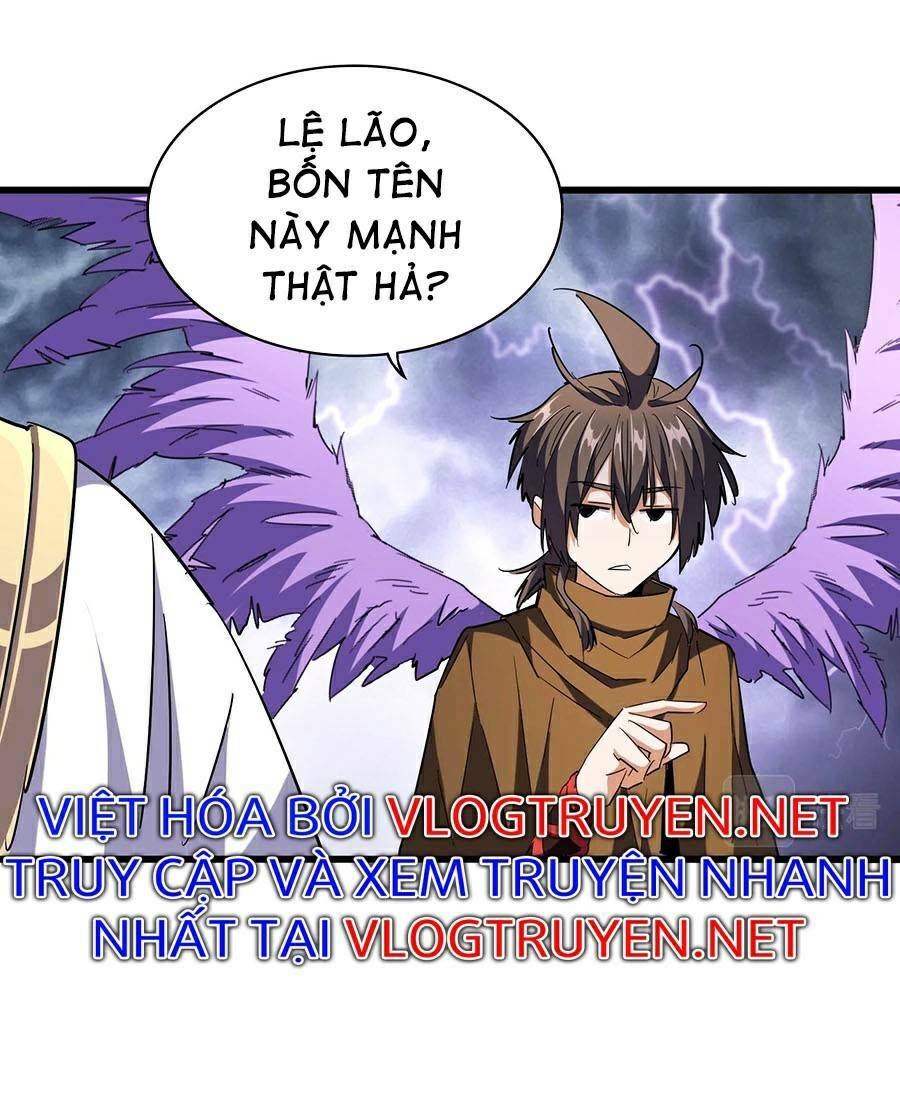 LỆ LÃO,
BỐN TÊN
NÀY MẠNH
THẬT HẢ?
看
VIỆT HÓA BỞI VLOGTRUYEN.NET
TRUY CẬP VÀ XEM TRUYỆN NHANH
NHẤT TẠI VLOGTRUYEN.NET